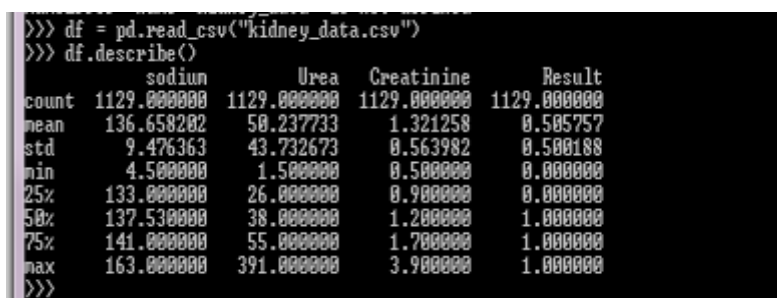 >>> df = pd.read_csv("kidney_data.csv")
>>> df.describe()
sodium Urea Creatinine Result
count 1129.000000 1129.000000 1129.000000 1129.000000
mean 136.658202 50.237733 1.321258 0.505757
std 9.476363 43.732673 0.563982 0.500188
min 4.500000 1.500000 0.500000 0.000000
25% 133.000000 26.000000 0.900000 0.000000
50% 137.530000 38.000000 1.200000 1.000000
75% 141.000000 55.000000 1.700000 1.000000
max 163.000000 391.000000 3.900000 1.000000
>>>